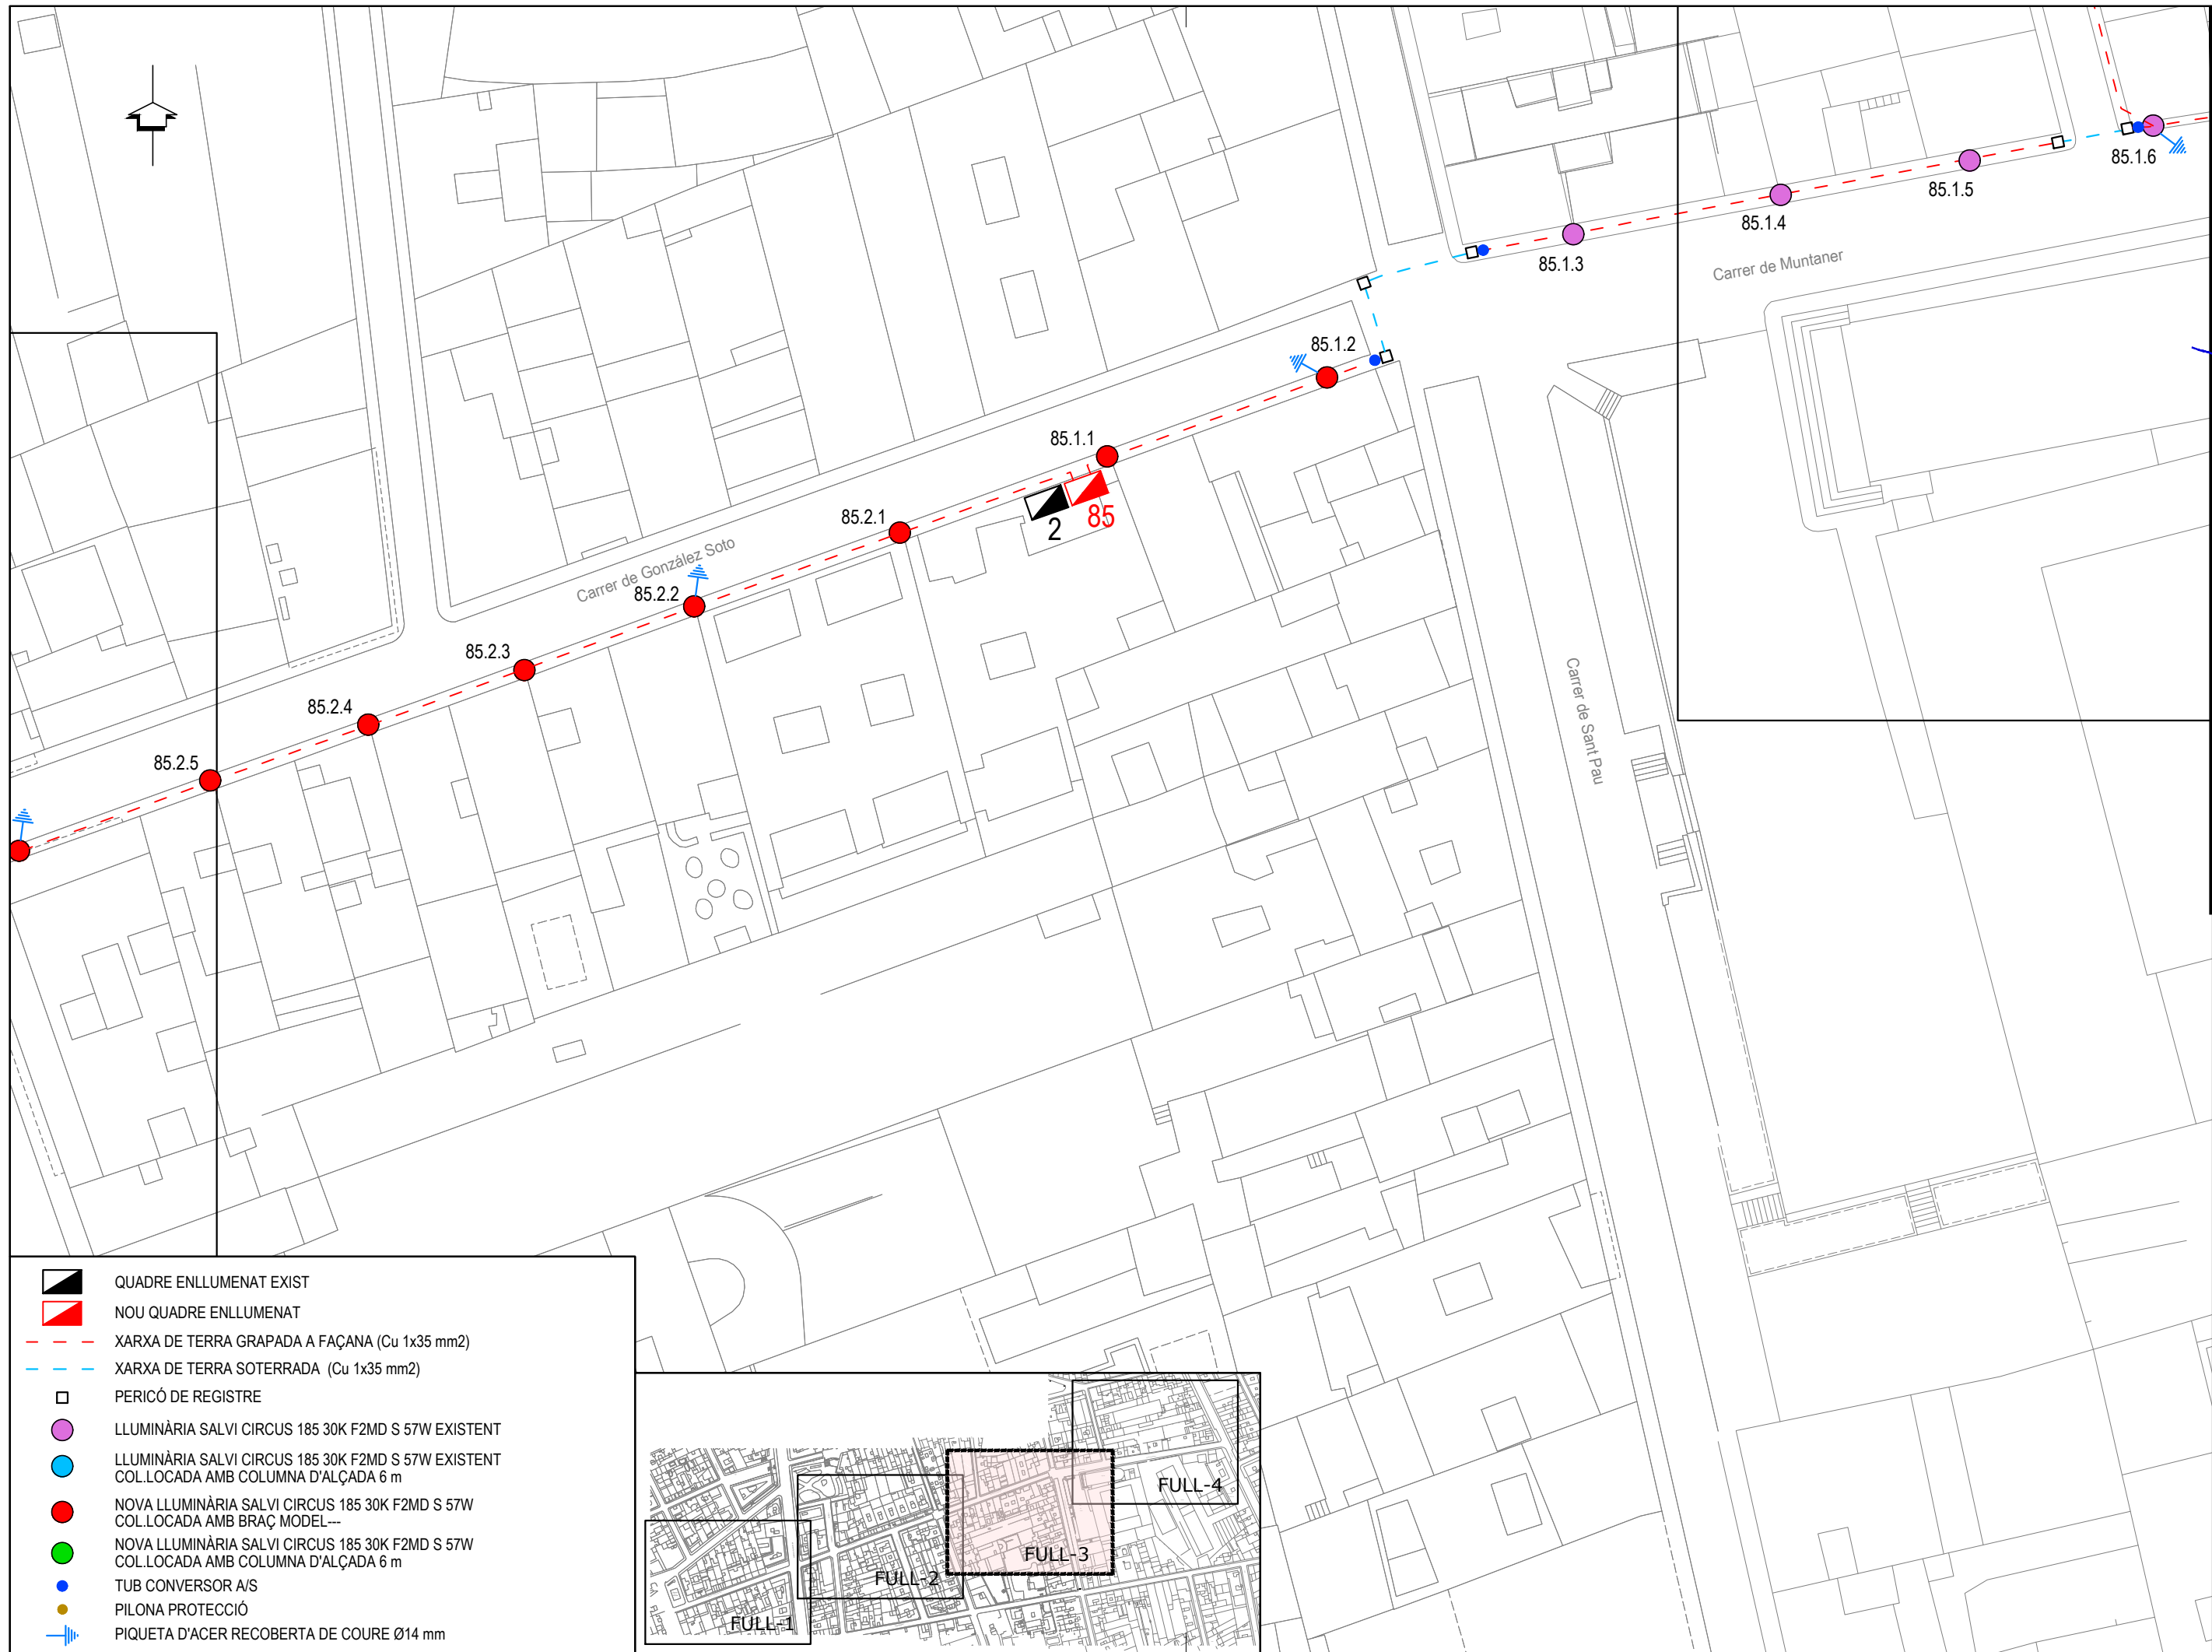 85.1.6
85.1.5
85.1.4
85.1.3
Carrer de Muntaner
85.1.2
85.1.1
85
2
85.2.1
Carrer de González Soto
85.2.2
85.2.3
85.2.4
85.2.5
Carrer de Sant Pau
QUADRE ENLLUMENAT EXIST
NOU QUADRE ENLLUMENAT
XARXA DE TERRA GRAPADA A FAÇANA (Cu 1x35 mm2)
XARXA DE TERRA SOTERRADA (Cu 1x35 mm2)
PERICÓ DE REGISTRE
LLUMINÀRIA SALVI CIRCUS 185 30K F2MD S 57W EXISTENT
LLUMINÀRIA SALVI CIRCUS 185 30K F2MD S 57W EXISTENT
COL.LOCADA AMB COLUMNA D'ALÇADA 6 m
NOVA LLUMINÀRIA SALVI CIRCUS 185 30K F2MD S 57W
COL.LOCADA AMB BRAÇ MODEL---
NOVA LLUMINÀRIA SALVI CIRCUS 185 30K F2MD S 57W
COL.LOCADA AMB COLUMNA D'ALÇADA 6 m
TUB CONVERSOR A/S
PILONA PROTECCIÓ
PIQUETA D'ACER RECOBERTA DE COURE Ø14 mm
FULL-4
FULL-3
FULL-2
FULL-1